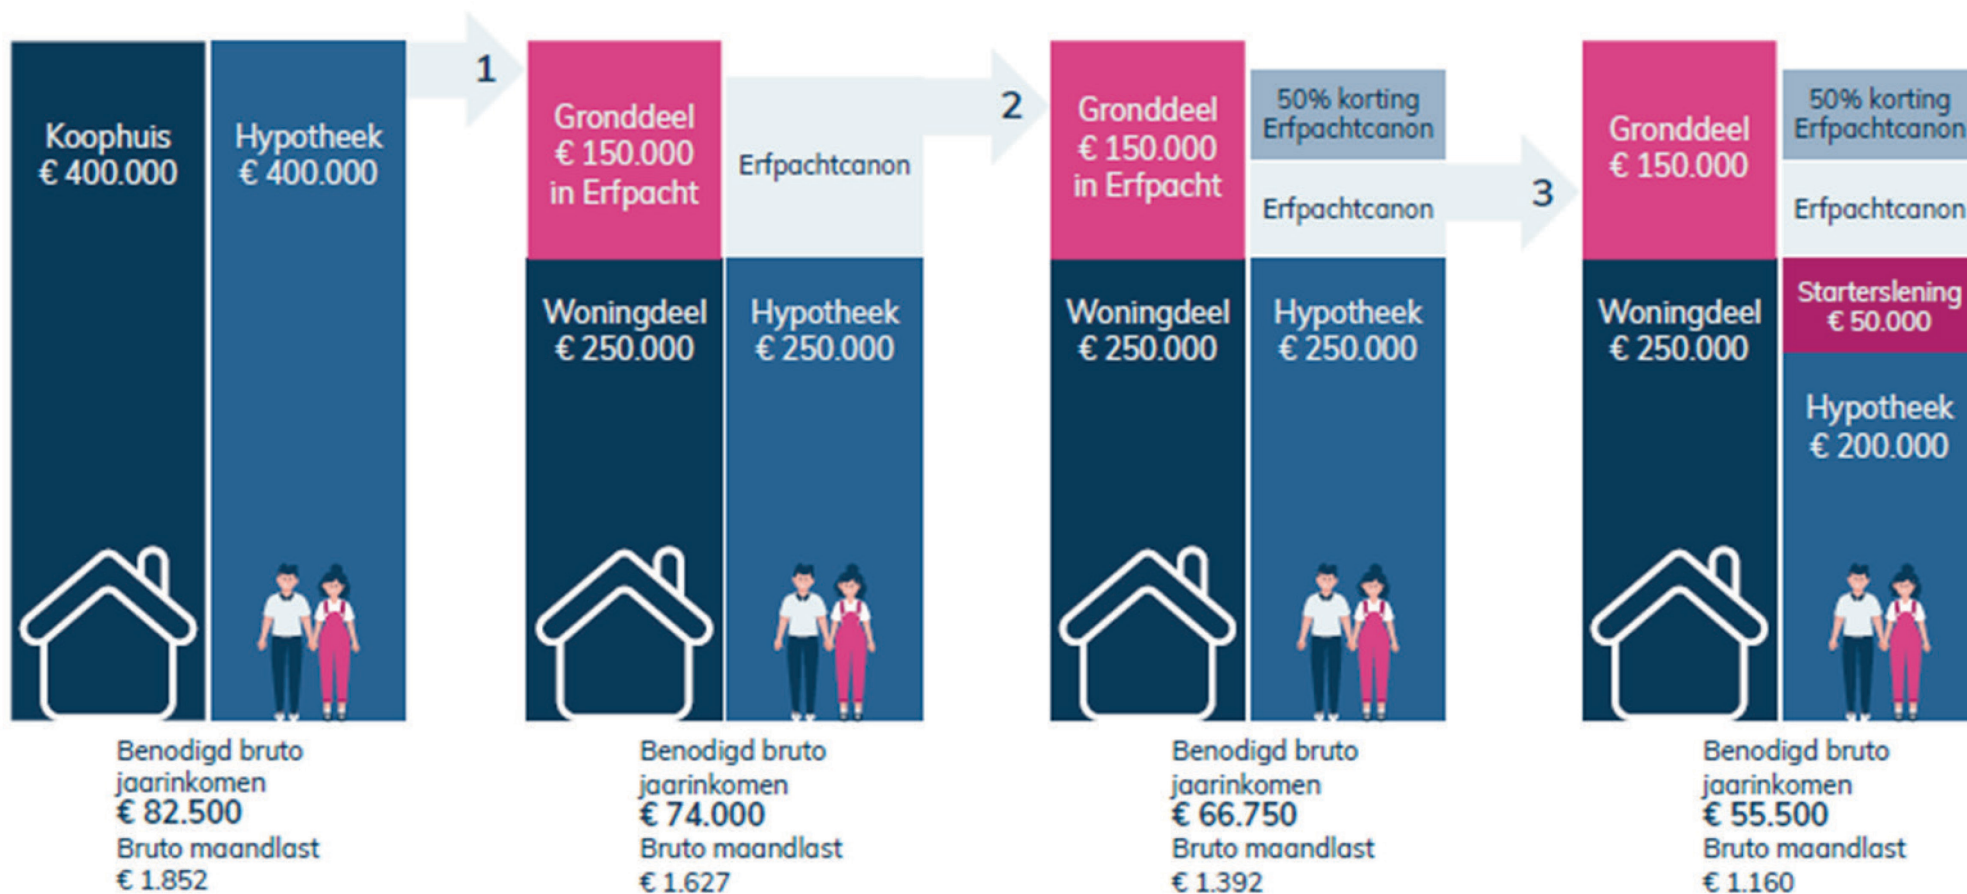 Koophuis
€ 400.000
Hypotheek
€ 400.000
1
Gronddeel
€ 150.000
in Erfpacht
Erfpachtcanon
Woningdeel
€ 250.000
Hypotheek
€ 250.000
2
Gronddeel
€ 150.000
in Erfpacht
50% korting
Erfpachtcanon
Erfpachtcanon
Woningdeel
€ 250.000
Hypotheek
€ 250.000
3
Gronddeel
€ 150.000
50% korting
Erfpachtcanon
Erfpachtcanon
Woningdeel
€ 250.000
Starterslening
€ 50.000
Hypotheek
€ 200.000
Benodigd bruto
jaarinkomen
€ 82.500
Bruto maandlast
€ 1.852
Benodigd bruto
jaarinkomen
€ 74.000
Bruto maandlast
€ 1.627
Benodigd bruto
jaarinkomen
€ 66.750
Bruto maandlast
€ 1.392
Benodigd bruto
jaarinkomen
€ 55.500
Bruto maandlast
€ 1.160